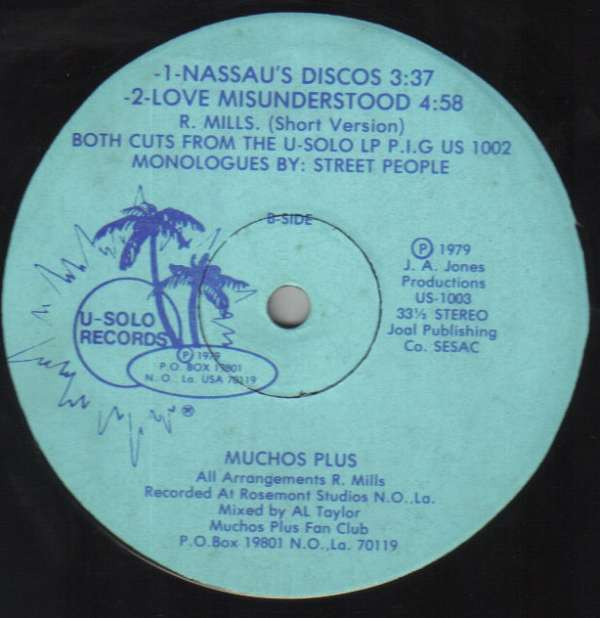 -1-NASSAU'S DISCOS 3:37
-2-LOVE MISUNDERSTOOD 4:58
R. MILLS. (Short Version)
BOTH CUTS FROM THE U-SOLO LP P.I.G US 1002
MONOLOGUES BY: STREET PEOPLE
B-SIDE
U-SOLO
RECORDS
Ⓟ 1979
P.O. BOX 19801
N.O., La. USA 70119
®
Ⓟ 1979
J. A. Jones
Productions
US-1003
33⅓ STEREO
Joal Publishing
Co. SESAC
MUCHOS PLUS
All Arrangements R. Mills
Recorded At Rosemont Studios N.O.,La.
Mixed by AL Taylor
Muchos Plus Fan Club
P.O.Box 19801 N.O.,La. 70119